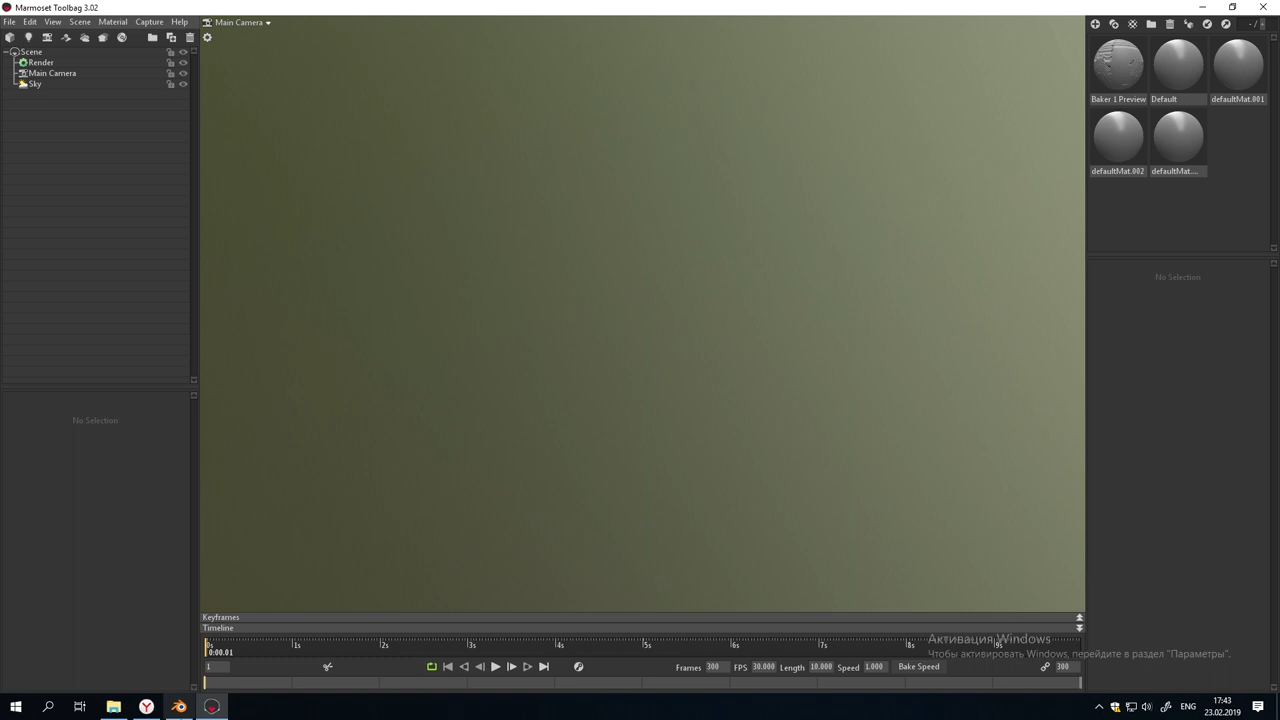 Marmoset Toolbag 3.02
File Edit View Scene Material Capture Help
Main Camera
- /
Scene
Render
Main Camera
Sky
Baker 1 Preview Default defaultMat.001
defaultMat.002 defaultMat....
No Selection
No Selection
Keyframes
Timeline
0s 1s 2s 3s 4s 5s 6s 7s 8s 9s
0:00.01
1 Frames 300 FPS 30.000 Length 10.000 Speed 1.000 Bake Speed 300
Активация Windows
Чтобы активировать Windows, перейдите в раздел "Параметры".
ENG
17:43
23.02.2019